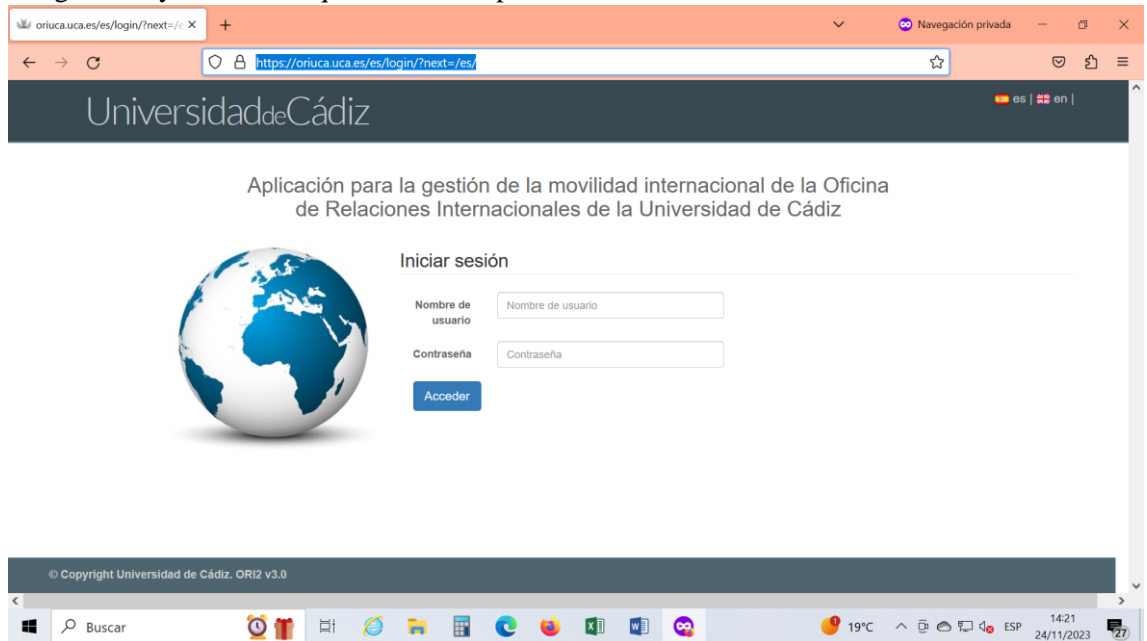 oriuca.uca.es/es/login/?next=/e
Navegación privada
https://oriuca.uca.es/es/login/?next=/es/
UniversidaddeCádiz
es | en |
Aplicación para la gestión de la movilidad internacional de la Oficina
de Relaciones Internacionales de la Universidad de Cádiz
Iniciar sesión
Nombre de
usuario
Nombre de usuario
Contraseña
Contraseña
Acceder
© Copyright Universidad de Cádiz. ORI2 v3.0
Buscar
19°C
ESP
14:21
24/11/2023
27